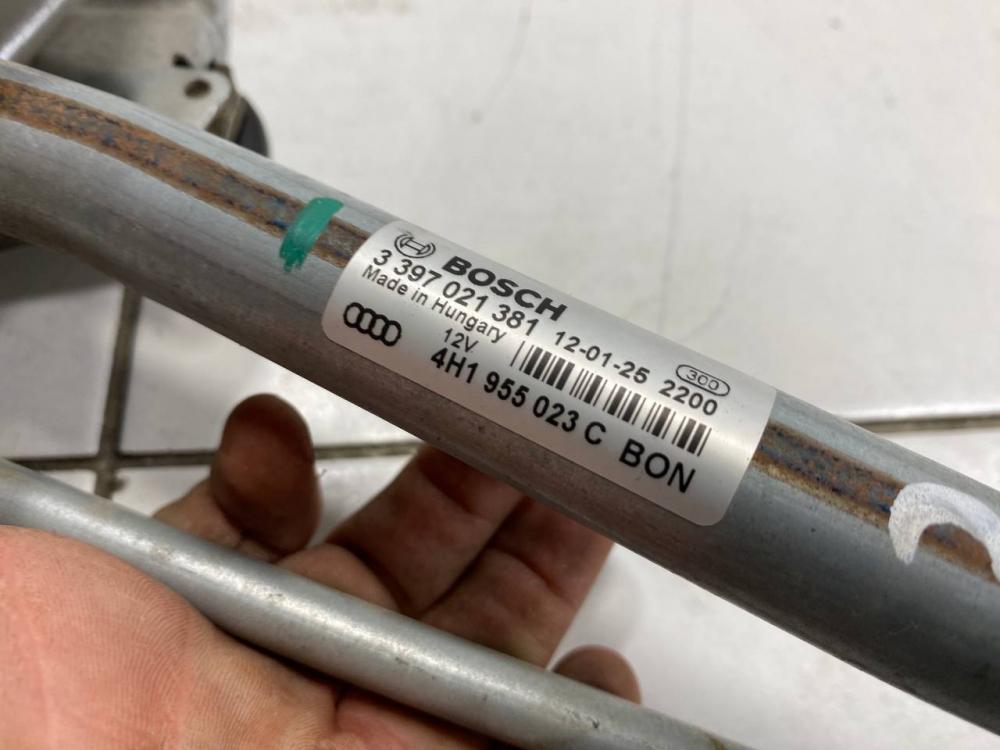 BOSCH
3 397 021 381 12-01-25 2200
Made in Hungary 300
12V
4H1 955 023 C BON